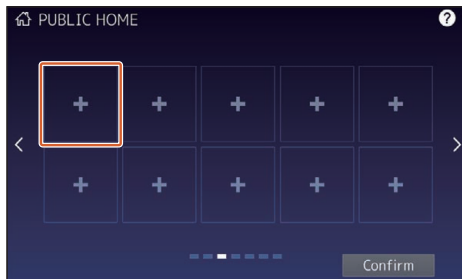 PUBLIC HOME ?
+ + + + +
+ + + + +
Confirm